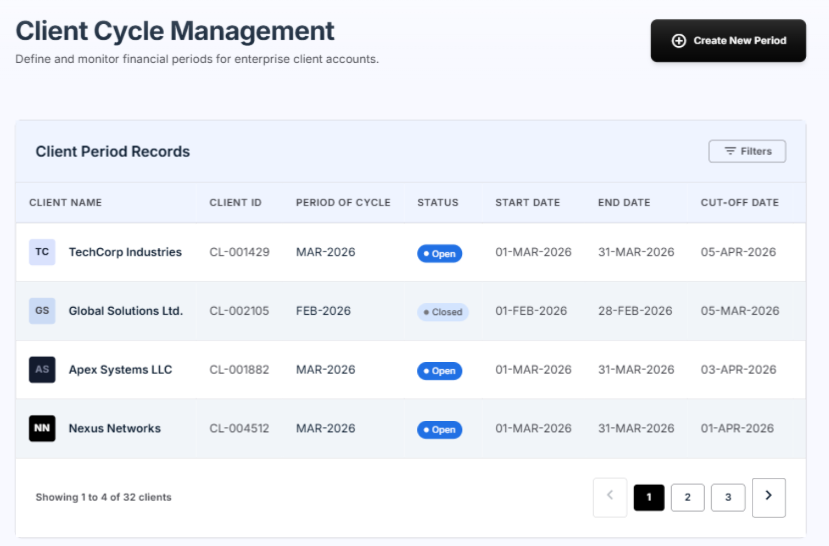 Client Cycle Management
Define and monitor financial periods for enterprise client accounts.
Create New Period
Client Period Records
Filters
CLIENT NAME CLIENT ID PERIOD OF CYCLE STATUS START DATE END DATE CUT-OFF DATE
TC TechCorp Industries CL-001429 MAR-2026 Open 01-MAR-2026 31-MAR-2026 05-APR-2026
GS Global Solutions Ltd. CL-002105 FEB-2026 Closed 01-FEB-2026 28-FEB-2026 05-MAR-2026
AS Apex Systems LLC CL-001882 MAR-2026 Open 01-MAR-2026 31-MAR-2026 03-APR-2026
NN Nexus Networks CL-004512 MAR-2026 Open 01-MAR-2026 31-MAR-2026 01-APR-2026
Showing 1 to 4 of 32 clients
1 2 3